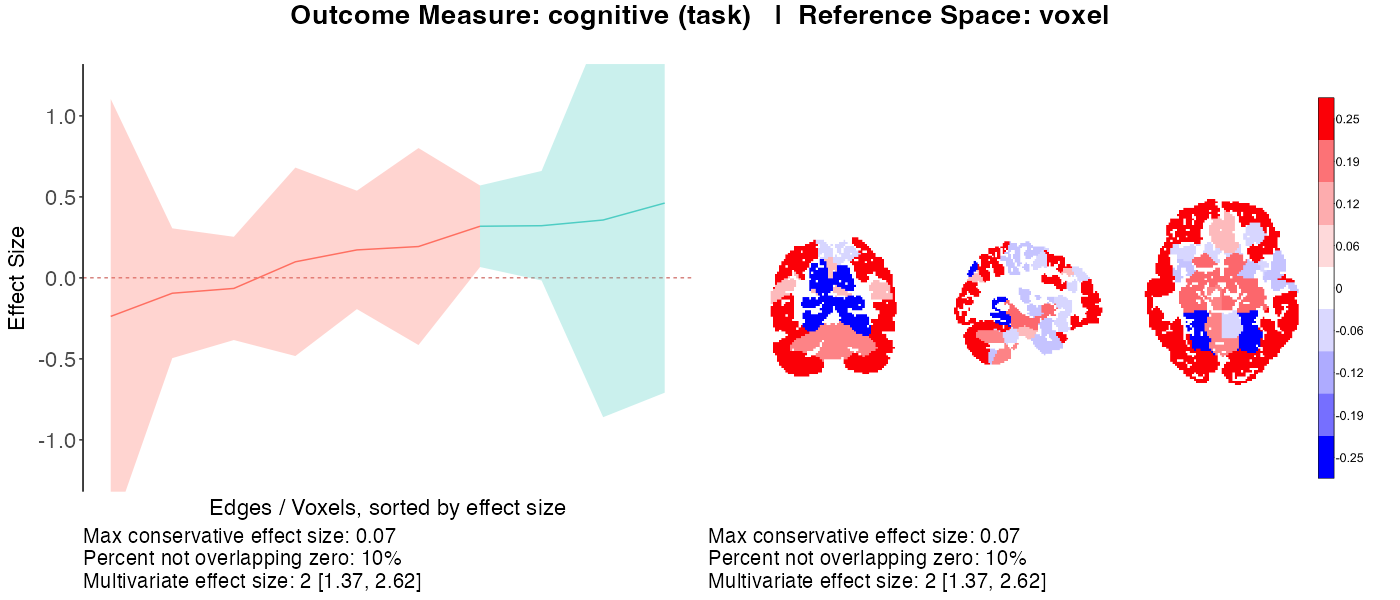 Outcome Measure: cognitive (task)   |  Reference Space: voxel
Effect Size
1.0
0.5
0.0
-0.5
-1.0
Edges / Voxels, sorted by effect size
Max conservative effect size: 0.07
Percent not overlapping zero: 10%
Multivariate effect size: 2 [1.37, 2.62]
0.25
0.19
0.12
0.06
0
-0.06
-0.12
-0.19
-0.25
Max conservative effect size: 0.07
Percent not overlapping zero: 10%
Multivariate effect size: 2 [1.37, 2.62]